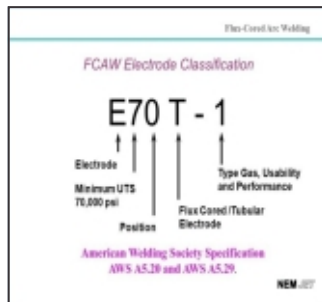 Flux-Cored Arc Welding
FCAW Electrode Classification
E70 T - 1
Electrode
Minimum UTS
70,000 psi
Position
Flux Cored /Tubular
Electrode
Type Gas, Usability
and Performance
American Welding Society Specification
AWS A5.20 and AWS A5.29.
NEMJET